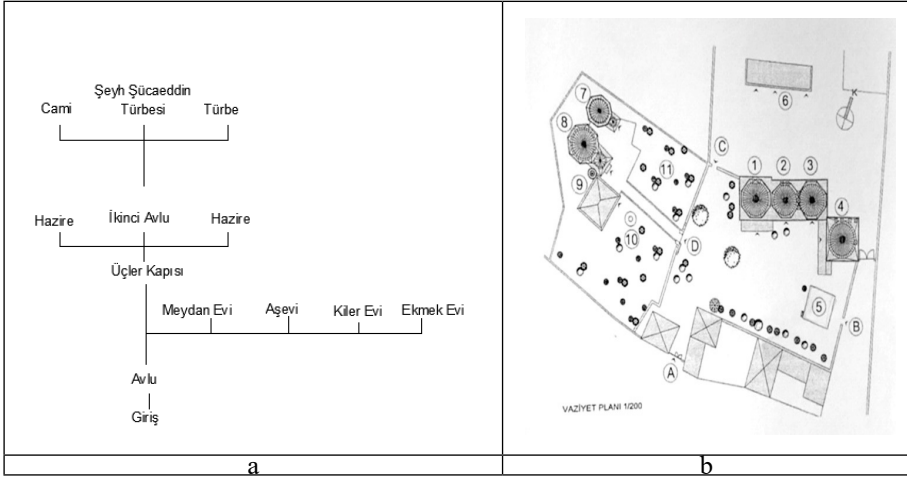 Şeyh Şücaeddin
Cami Türbesi Türbe
Hazire İkinci Avlu Hazire
Üçler Kapısı
Meydan Evi Aşevi Kiler Evi Ekmek Evi
Avlu
Giriş
a
K
6
7
8
C
1 2 3
11
9
4
10
D
5
B
A
VAZİYET PLANI 1/200
b